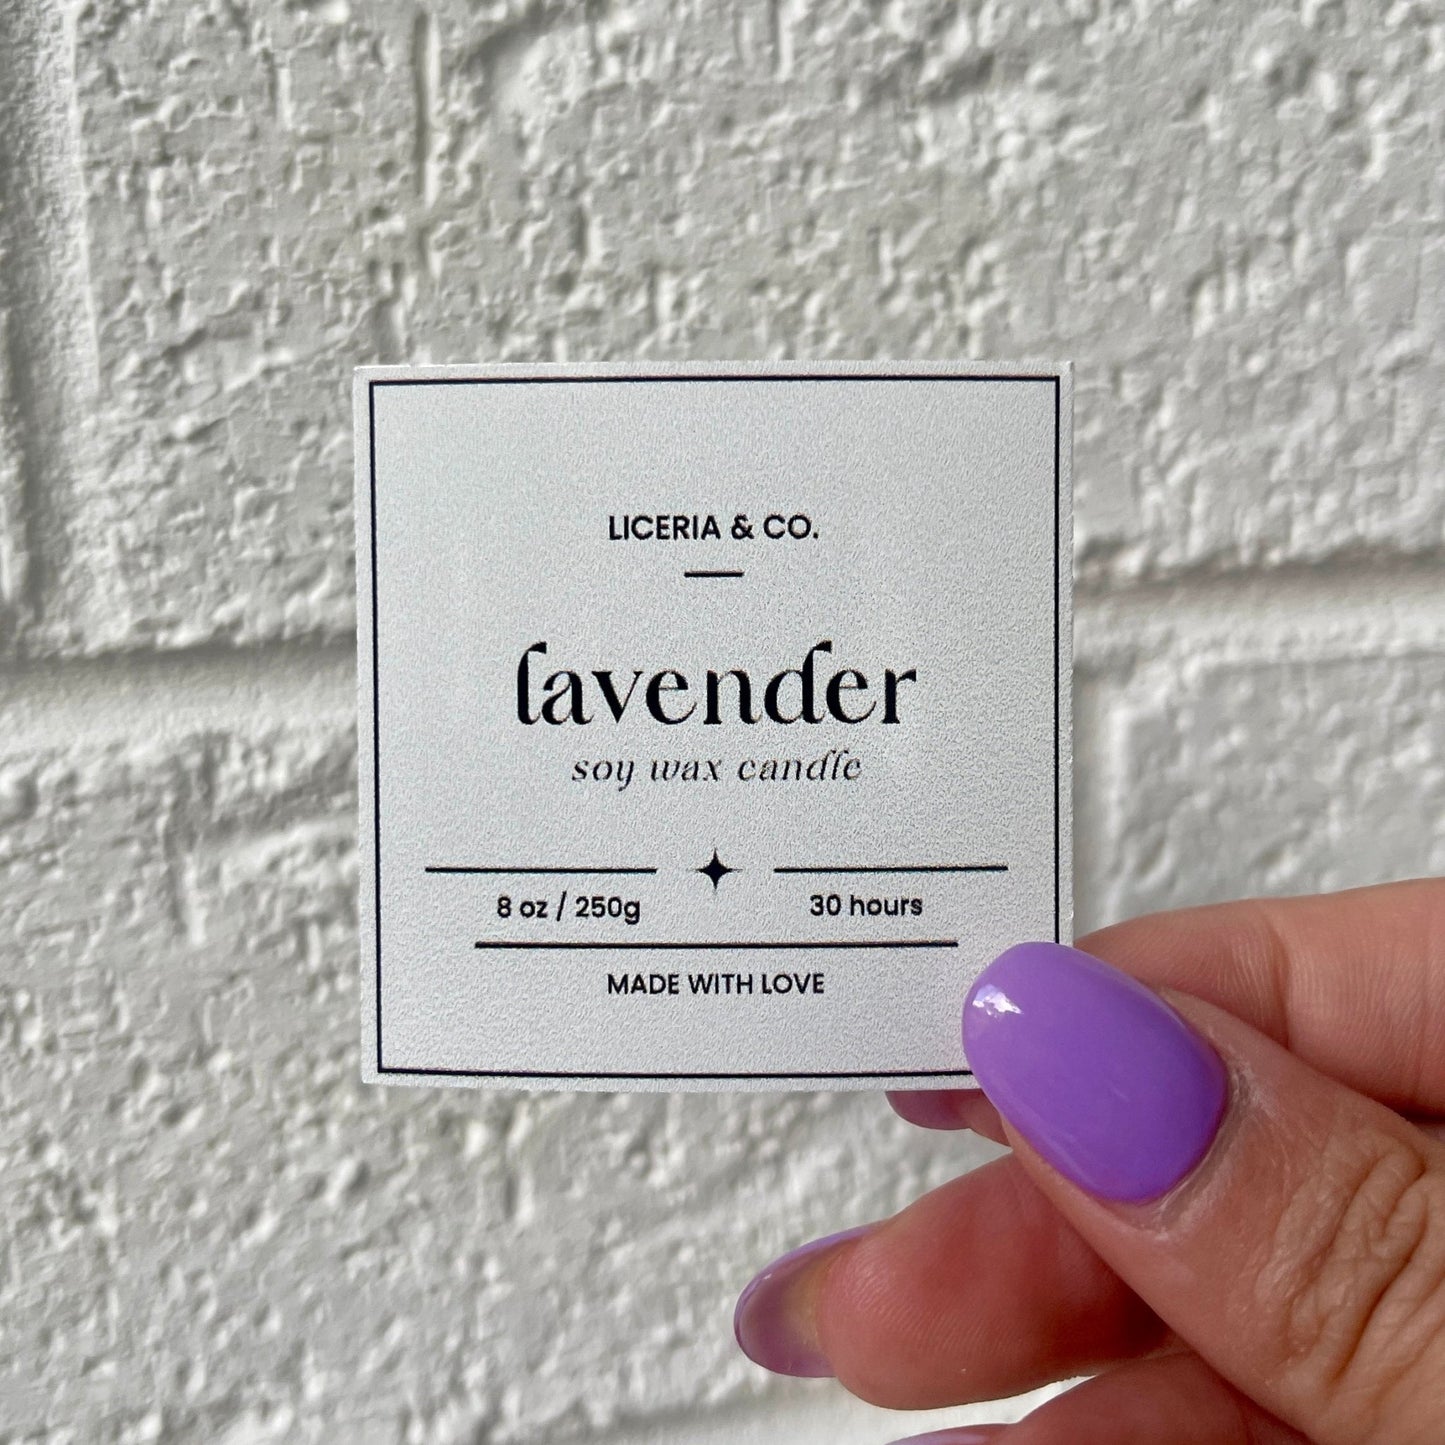 LICERIA & CO.
lavender
soy wax candle
8 oz / 250g
30 hours
MADE WITH LOVE